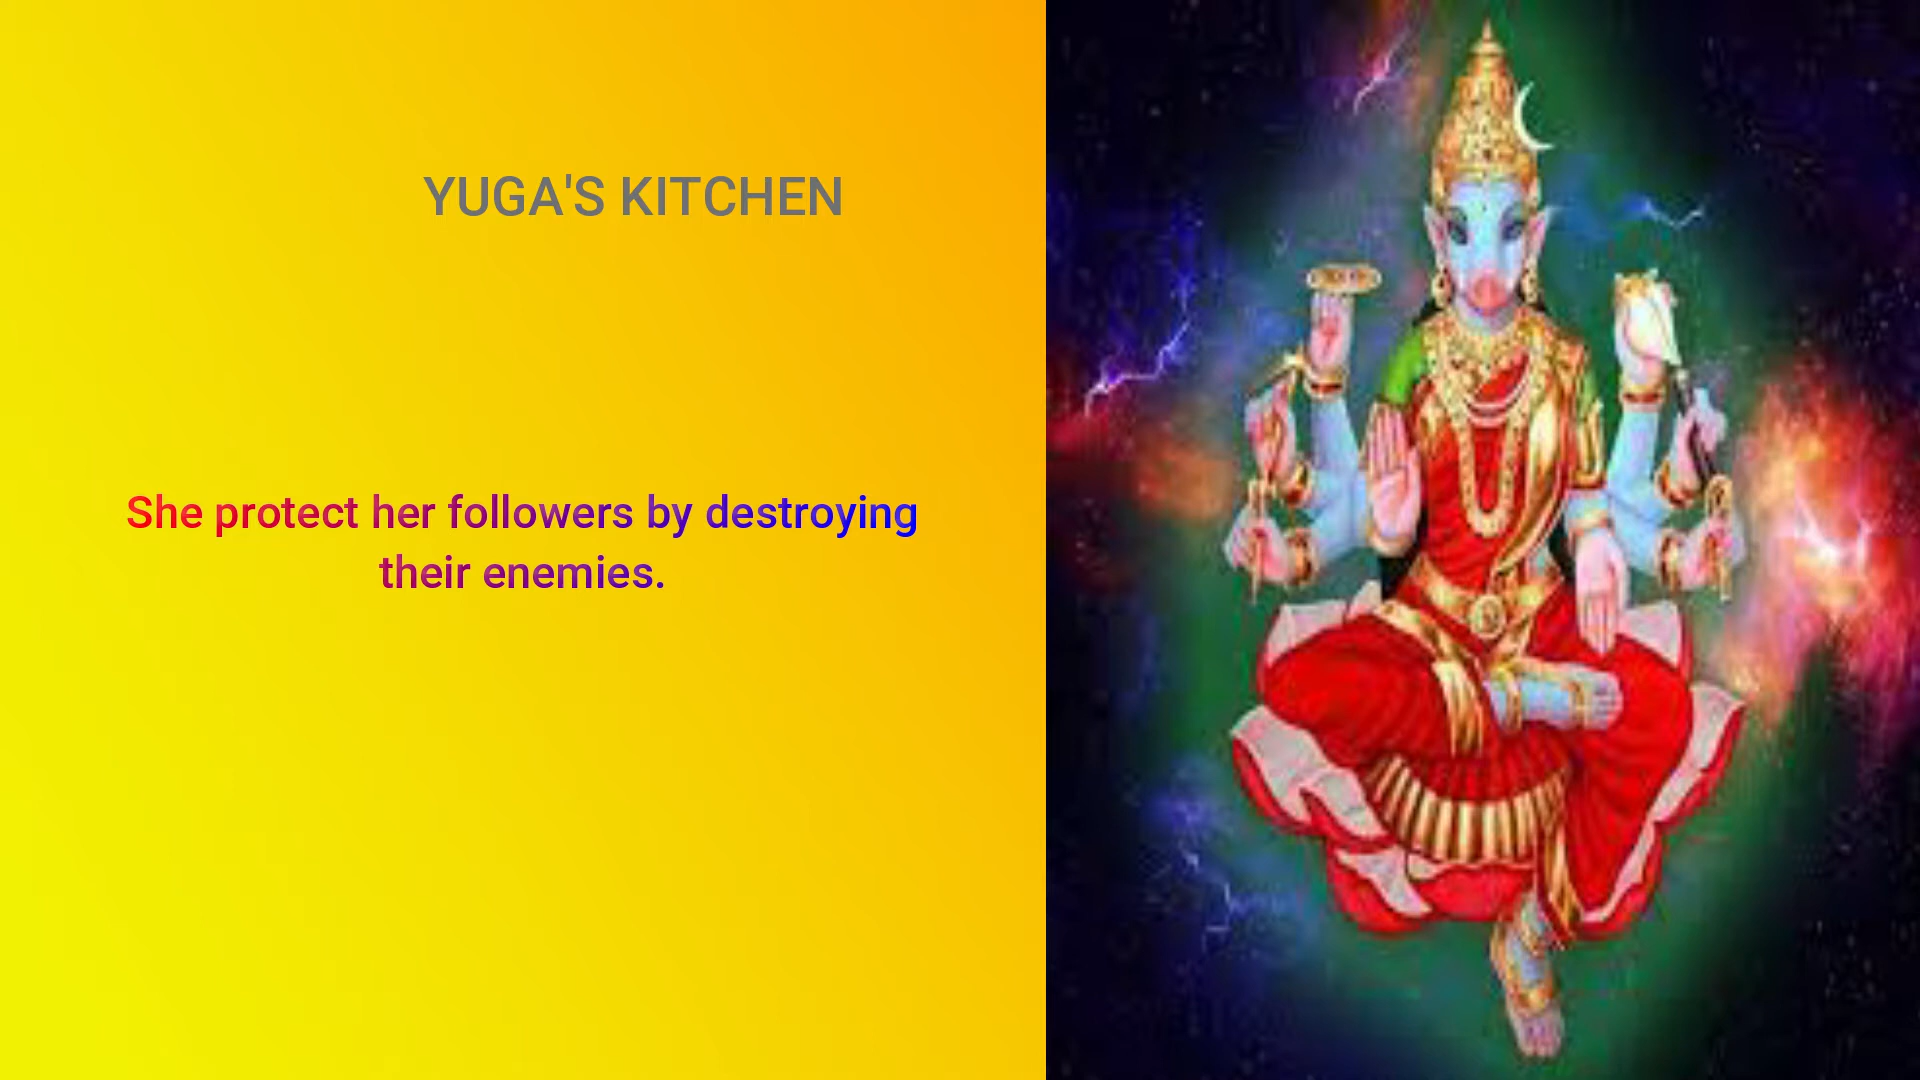 YUGA'S KITCHEN
She protect her followers by destroying
their enemies.